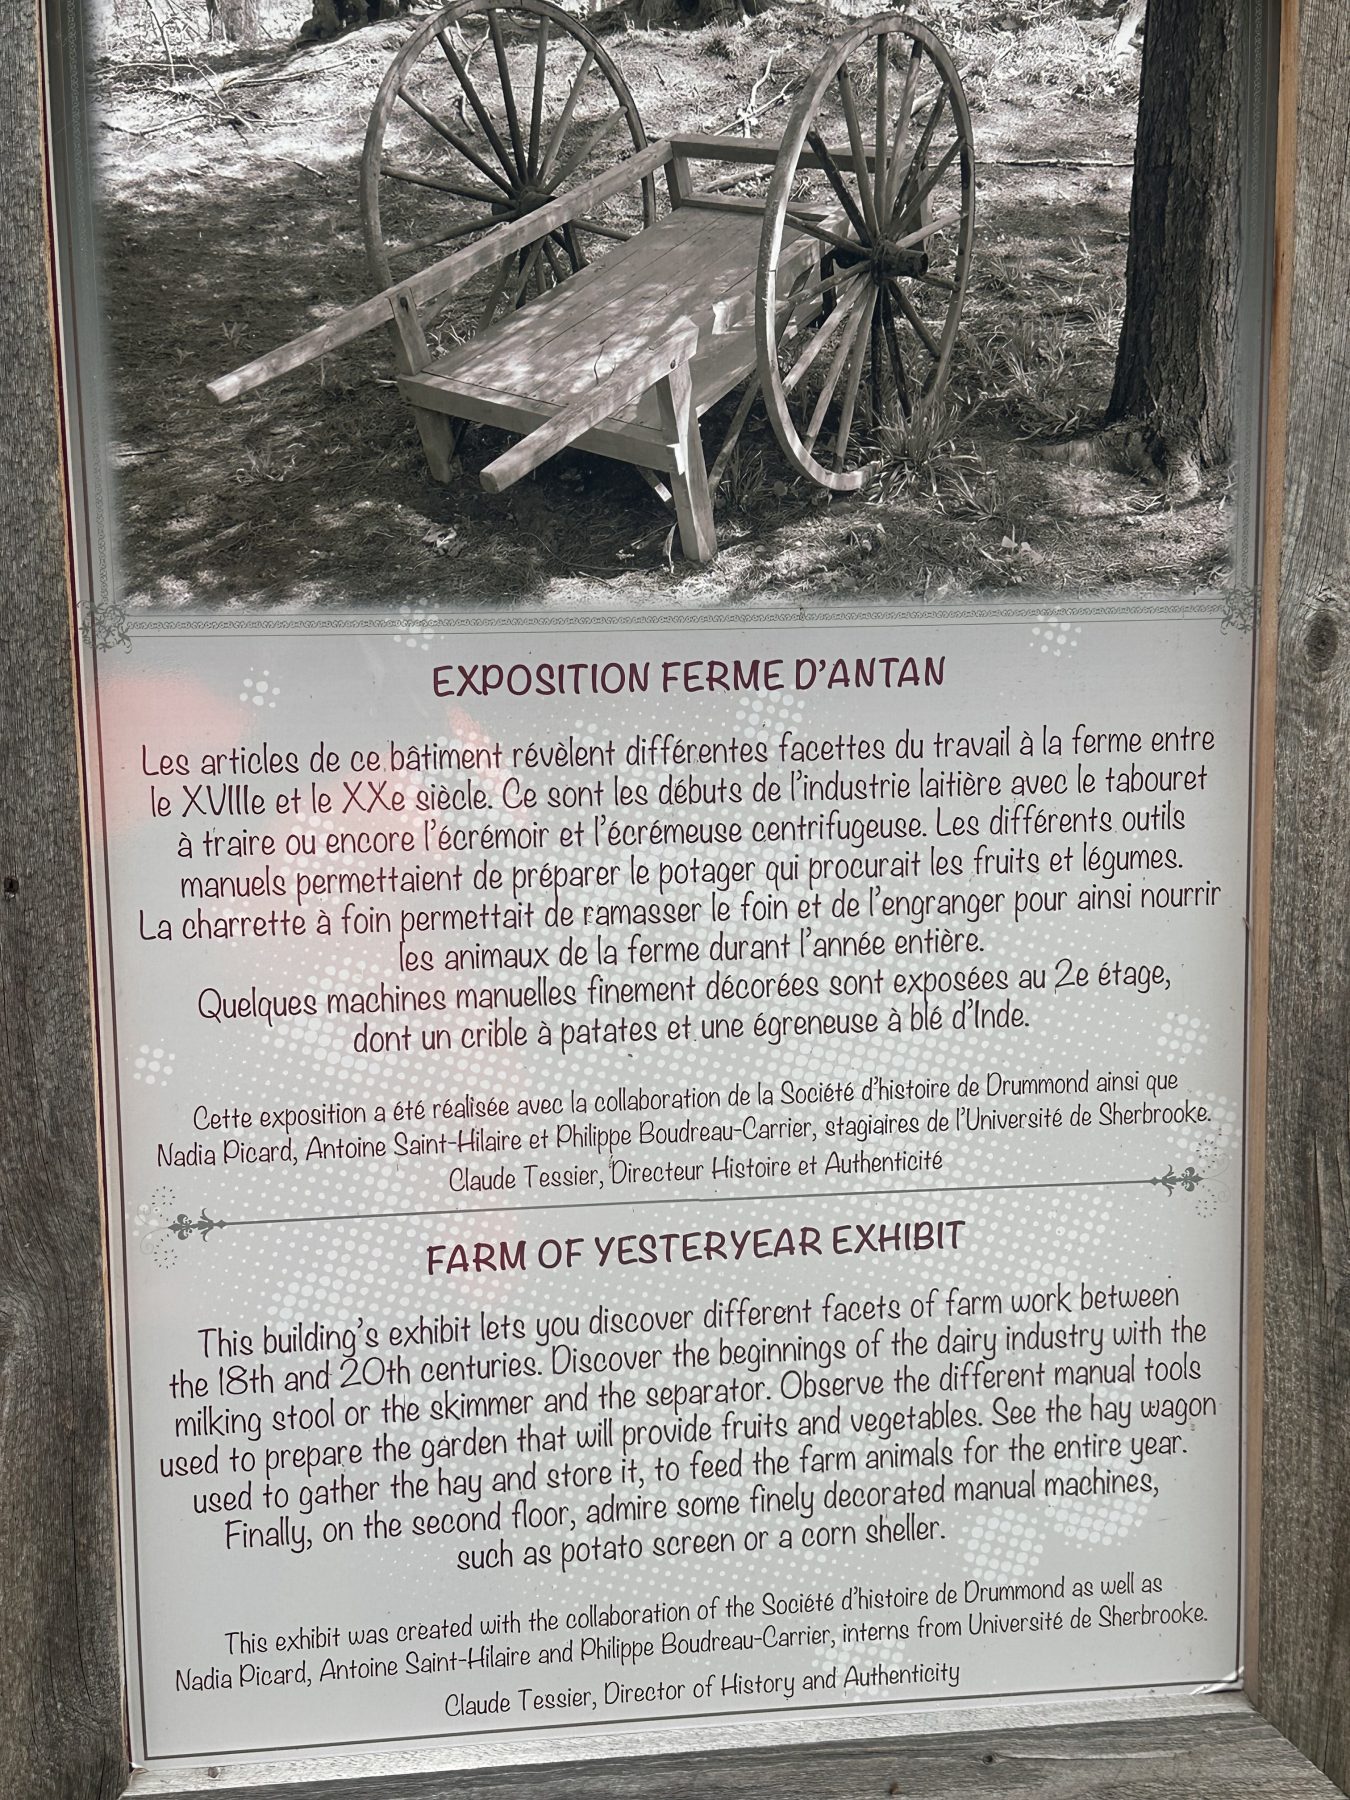 EXPOSITION FERME D'ANTAN
Les articles de ce bâtiment révèlent différentes facettes du travail à la ferme entre
le XVIIIe et le XXe siècle. Ce sont les débuts de l'industrie laitière avec le tabouret
à traire ou encore l'écrémoir et l'écrémeuse centrifugeuse. Les différents outils
manuels permettaient de préparer le potager qui procurait les fruits et légumes.
La charrette à foin permettait de ramasser le foin et de l'engranger pour ainsi nourrir
les animaux de la ferme durant l'année entière.
Quelques machines manuelles finement décorées sont exposées au 2e étage,
dont un crible à patates et une égreneuse à blé d'Inde.
Cette exposition a été réalisée avec la collaboration de la Société d'histoire de Drummond ainsi que
Nadia Picard, Antoine Saint-Hilaire et Philippe Boudreau-Carrier, stagiaires de l'Université de Sherbrooke.
Claude Tessier, Directeur Histoire et Authenticité
FARM OF YESTERYEAR EXHIBIT
This building's exhibit lets you discover different facets of farm work between
the 18th and 20th centuries. Discover the beginnings of the dairy industry with the
milking stool or the skimmer and the separator. Observe the different manual tools
used to prepare the garden that will provide fruits and vegetables. See the hay wagon
used to gather the hay and store it, to feed the farm animals for the entire year.
Finally, on the second floor, admire some finely decorated manual machines,
such as potato screen or a corn sheller.
This exhibit was created with the collaboration of the Société d'histoire de Drummond as well as
Nadia Picard, Antoine Saint-Hilaire and Philippe Boudreau-Carrier, interns from Université de Sherbrooke.
Claude Tessier, Director of History and Authenticity